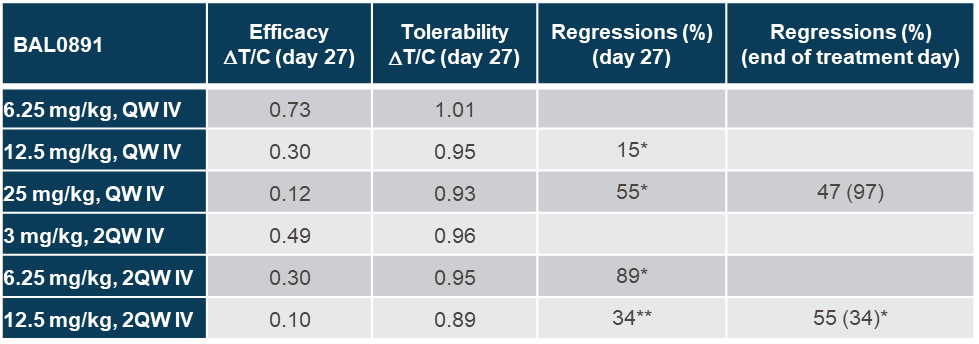 BAL0891 Efficacy ΔT/C (day 27) Tolerability ΔT/C (day 27) Regressions (%) (day 27) Regressions (%) (end of treatment day)
6.25 mg/kg, QW IV 0.73 1.01
12.5 mg/kg, QW IV 0.30 0.95 15*
25 mg/kg, QW IV 0.12 0.93 55* 47 (97)
3 mg/kg, 2QW IV 0.49 0.96
6.25 mg/kg, 2QW IV 0.30 0.95 89*
12.5 mg/kg, 2QW IV 0.10 0.89 34** 55 (34)*